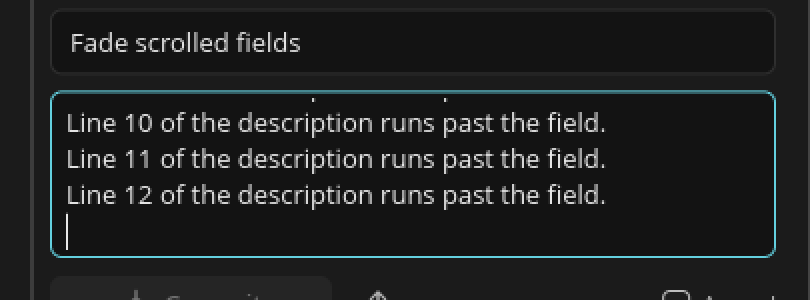 Fade scrolled fields
Line 10 of the description runs past the field.
Line 11 of the description runs past the field.
Line 12 of the description runs past the field.